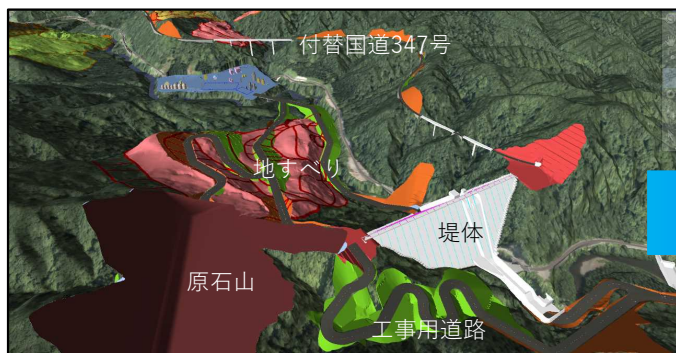 付替国道347号
地すべり
堤体
原石山
工事用道路